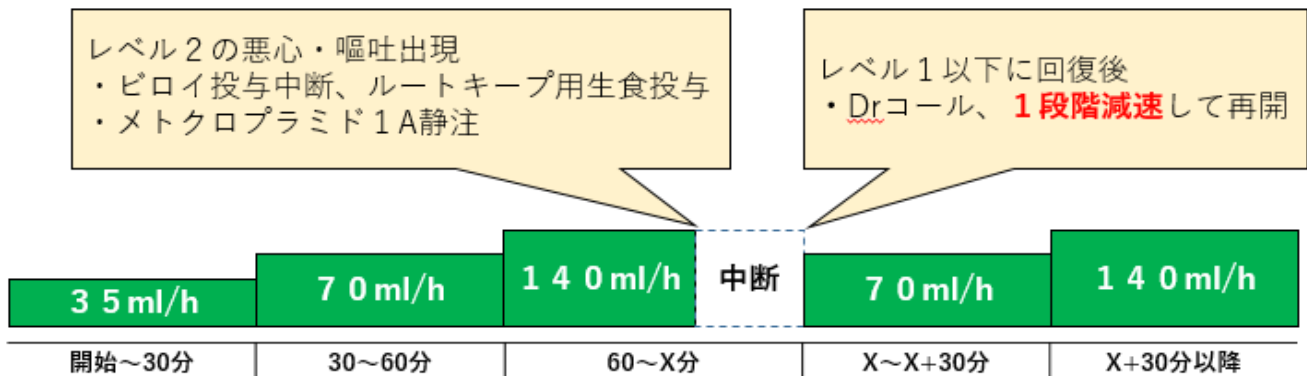 レベル２の悪心・嘔吐出現
・ビロイ投与中断、ルートキープ用生食投与
・メトクロプラミド１A静注
レベル１以下に回復後
・Drコール、１段階減速して再開
３５ml/h
７０ml/h
１４０ml/h
中断
７０ml/h
１４０ml/h
開始～30分
30～60分
60～X分
X～X+30分
X+30分以降